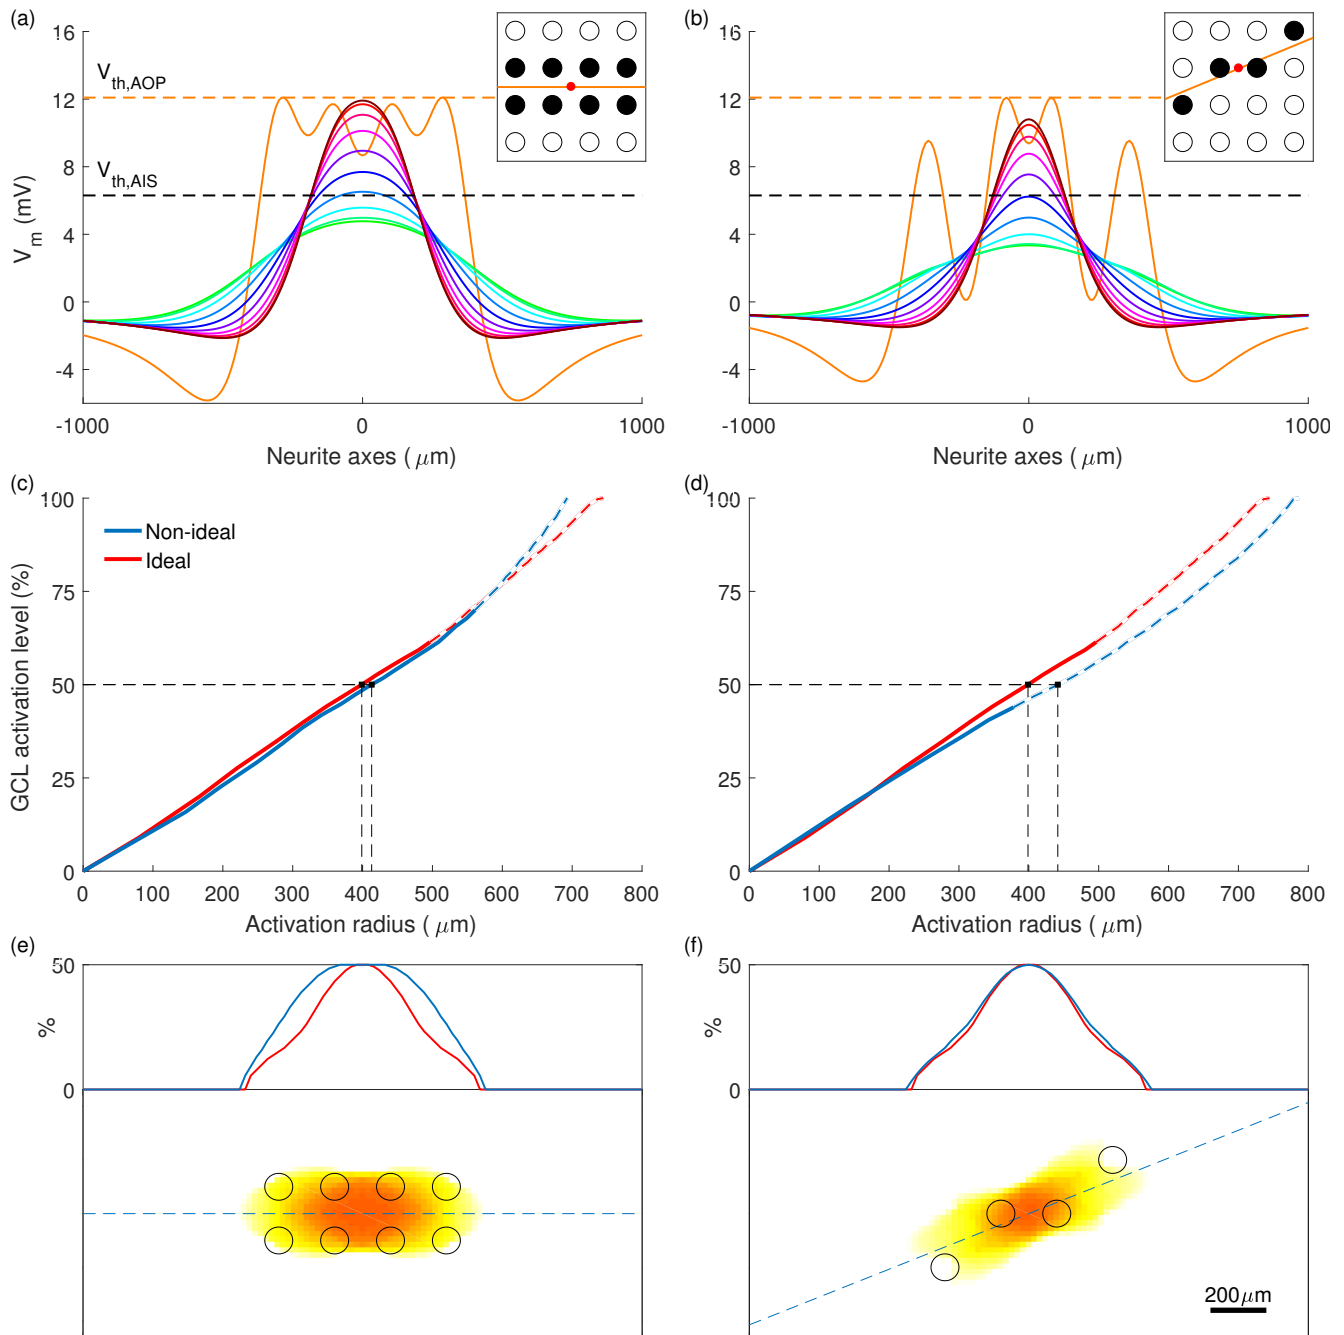 (a)
16
12
8
4
0
-4
V_th,AOP
V_th,AIS
V_m (mV)
-1000
0
1000
Neurite axes ( μm)
(b)
16
12
8
4
0
-4
-1000
0
1000
Neurite axes ( μm)
(c)
100
75
50
25
0
Non-ideal
Ideal
GCL activation level (%)
0 100 200 300 400 500 600 700 800
Activation radius ( μm)
(d)
100
75
50
25
0
0 100 200 300 400 500 600 700 800
Activation radius ( μm)
(e)
50
%
0
(f)
50
%
0
200μm